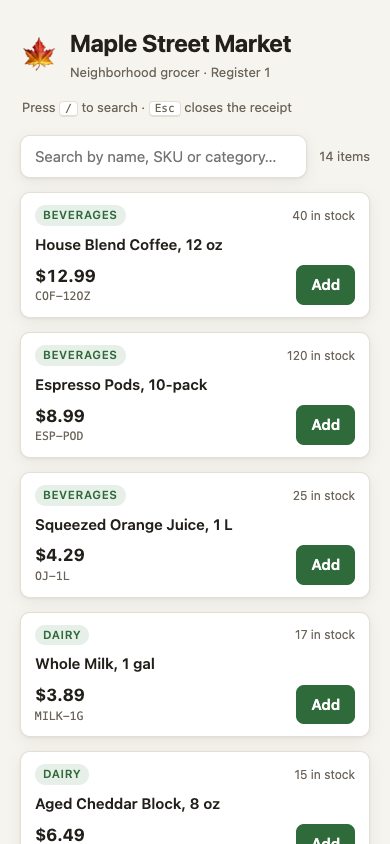 Maple Street Market
Neighborhood grocer · Register 1
Press / to search · Esc closes the receipt
Search by name, SKU or category...
14 items
BEVERAGES
40 in stock
House Blend Coffee, 12 oz
$12.99
COF-12OZ
Add
BEVERAGES
120 in stock
Espresso Pods, 10-pack
$8.99
ESP-POD
Add
BEVERAGES
25 in stock
Squeezed Orange Juice, 1 L
$4.29
OJ-1L
Add
DAIRY
17 in stock
Whole Milk, 1 gal
$3.89
MILK-1G
Add
DAIRY
15 in stock
Aged Cheddar Block, 8 oz
$6.49
Add